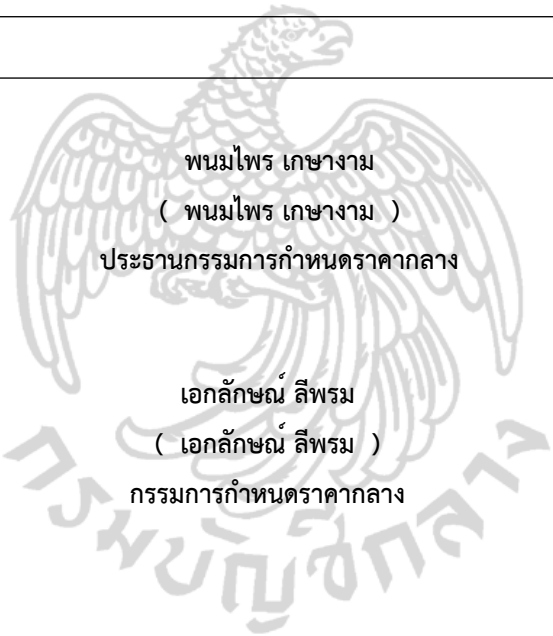 พนมไพร เกษางาม
( พนมไพร เกษางาม )
ประธานกรรมการกำหนดราคากลาง
เอกลักษณ์ ลีพรม
( เอกลักษณ์ ลีพรม )
กรรมการกำหนดราคากลาง
กรมบัญชีกลาง